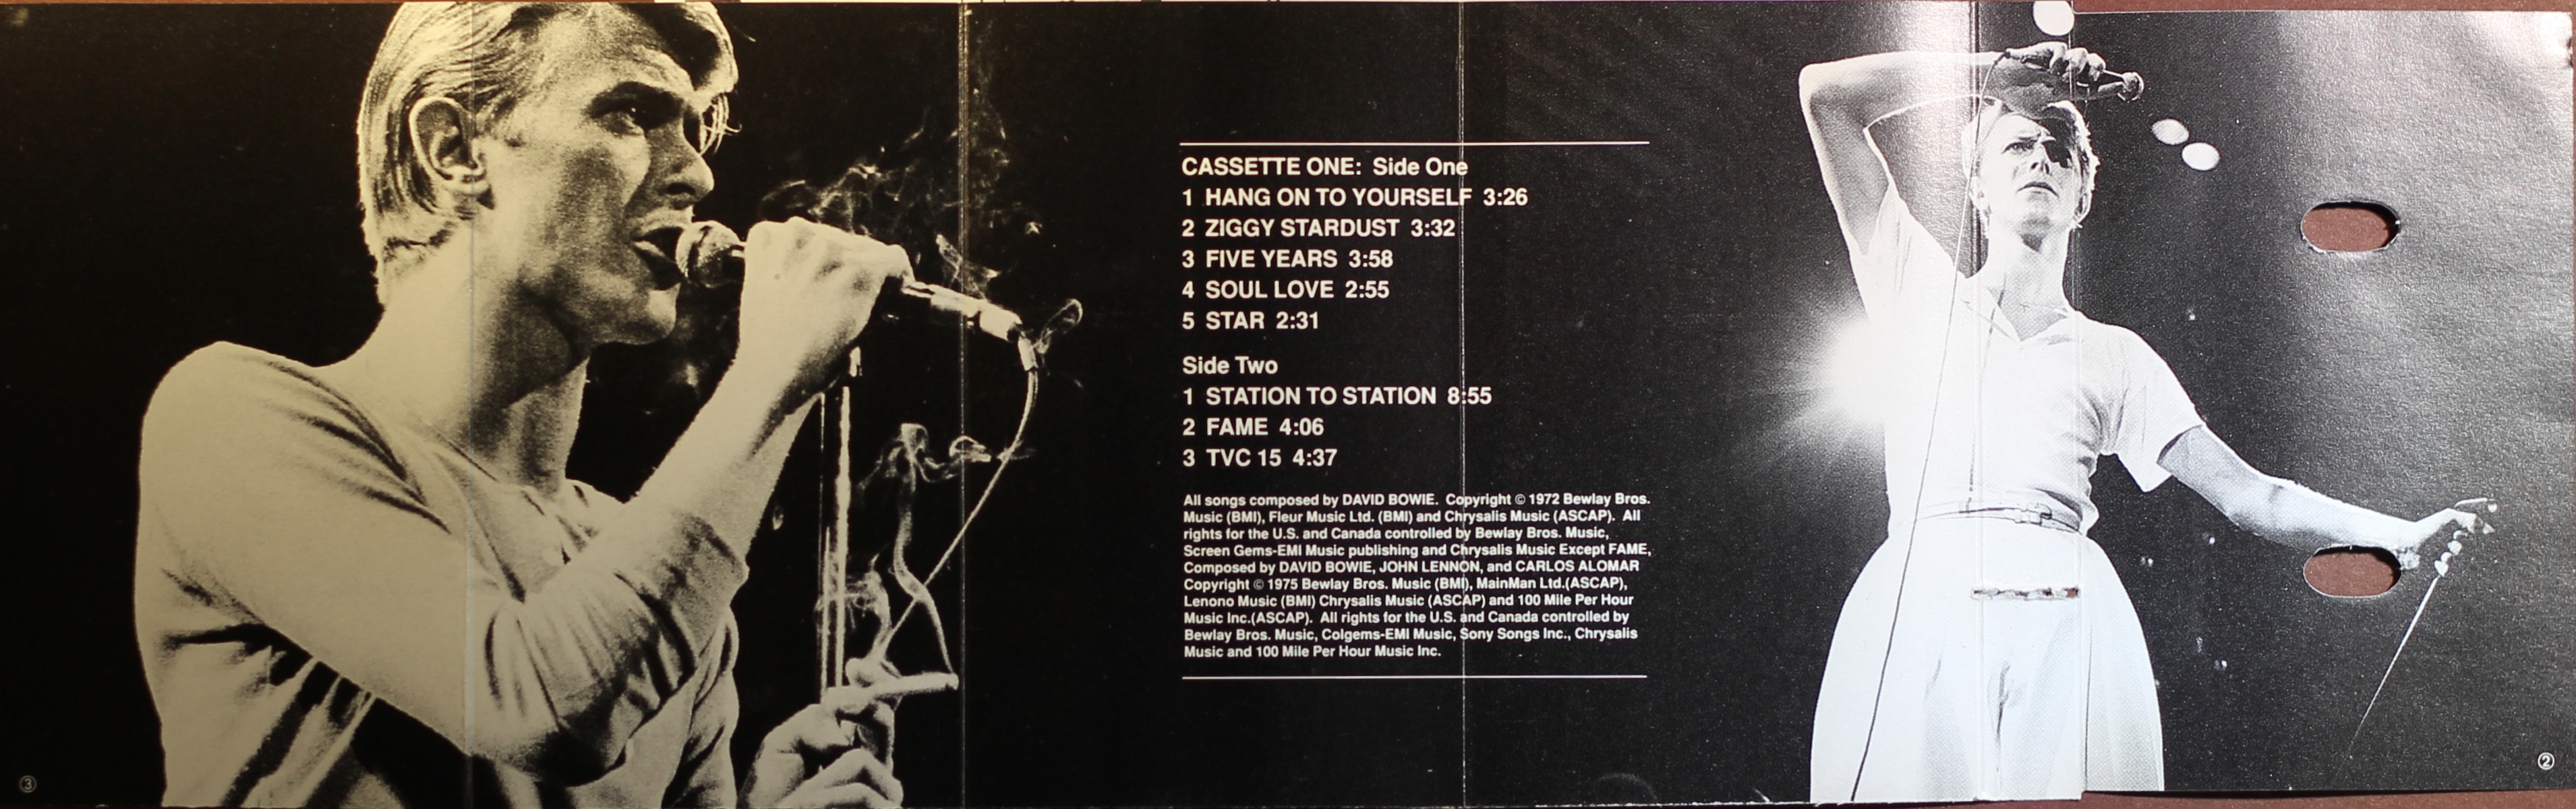 CASSETTE ONE: Side One
1 HANG ON TO YOURSELF 3:26
2 ZIGGY STARDUST 3:32
3 FIVE YEARS 3:58
4 SOUL LOVE 2:55
5 STAR 2:31
Side Two
1 STATION TO STATION 8:55
2 FAME 4:06
3 TVC 15 4:37
All songs composed by DAVID BOWIE. Copyright © 1972 Bewlay Bros.
Music (BMI), Fleur Music Ltd. (BMI) and Chrysalis Music (ASCAP). All
rights for the U.S. and Canada controlled by Bewlay Bros. Music,
Screen Gems-EMI Music publishing and Chrysalis Music Except FAME,
Composed by DAVID BOWIE, JOHN LENNON, and CARLOS ALOMAR
Copyright © 1975 Bewlay Bros. Music (BMI), MainMan Ltd.(ASCAP),
Lenono Music (BMI) Chrysalis Music (ASCAP) and 100 Mile Per Hour
Music Inc.(ASCAP). All rights for the U.S. and Canada controlled by
Bewlay Bros. Music, Colgems-EMI Music, Sony Songs Inc., Chrysalis
Music and 100 Mile Per Hour Music Inc.
③
②